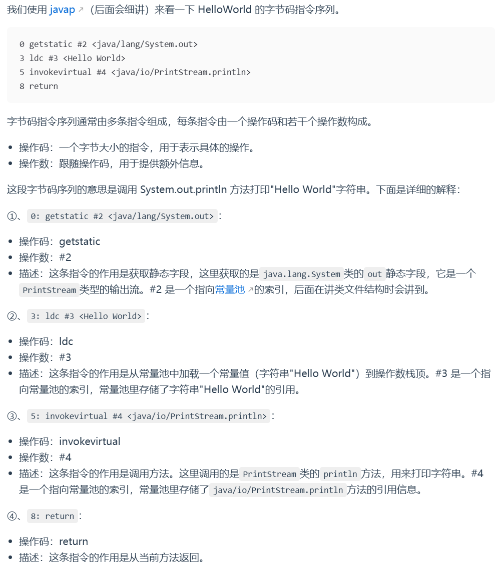 我们使用 javap（后面会细讲）来看一下 HelloWorld 的字节码指令序列。
0 getstatic #2 <java/lang/System.out>
3 ldc #3 <Hello World>
5 invokevirtual #4 <java/io/PrintStream.println>
8 return
字节码指令序列通常由多条指令组成，每条指令由一个操作码和若干个操作数构成。
• 操作码：一个字节大小的指令，用于表示具体的操作。
• 操作数：跟随操作码，用于提供额外信息。
这段字节码序列的意思是调用 System.out.println 方法打印"Hello World"字符串。下面是详细的解释：
①、0: getstatic #2 <java/lang/System.out>：
• 操作码：getstatic
• 操作数：#2
• 描述：这条指令的作用是获取静态字段，这里获取的是 java.lang.System 类的 out 静态字段，它是一个
PrintStream 类型的输出流。#2 是一个指向常量池的索引，后面在讲类文件结构时会讲到。
②、3: ldc #3 <Hello World>：
• 操作码：ldc
• 操作数：#3
• 描述：这条指令的作用是从常量池中加载一个常量值（字符串"Hello World"）到操作数栈顶。#3 是一个指
向常量池的索引，常量池里存储了字符串"Hello World"的引用。
③、5: invokevirtual #4 <java/io/PrintStream.println>：
• 操作码：invokevirtual
• 操作数：#4
• 描述：这条指令的作用是调用方法。这里调用的是 PrintStream 类的 println 方法，用来打印字符串。#4
是一个指向常量池的索引，常量池里存储了 java/io/PrintStream.println 方法的引用信息。
④、8: return：
• 操作码：return
• 描述：这条指令的作用是从当前方法返回。